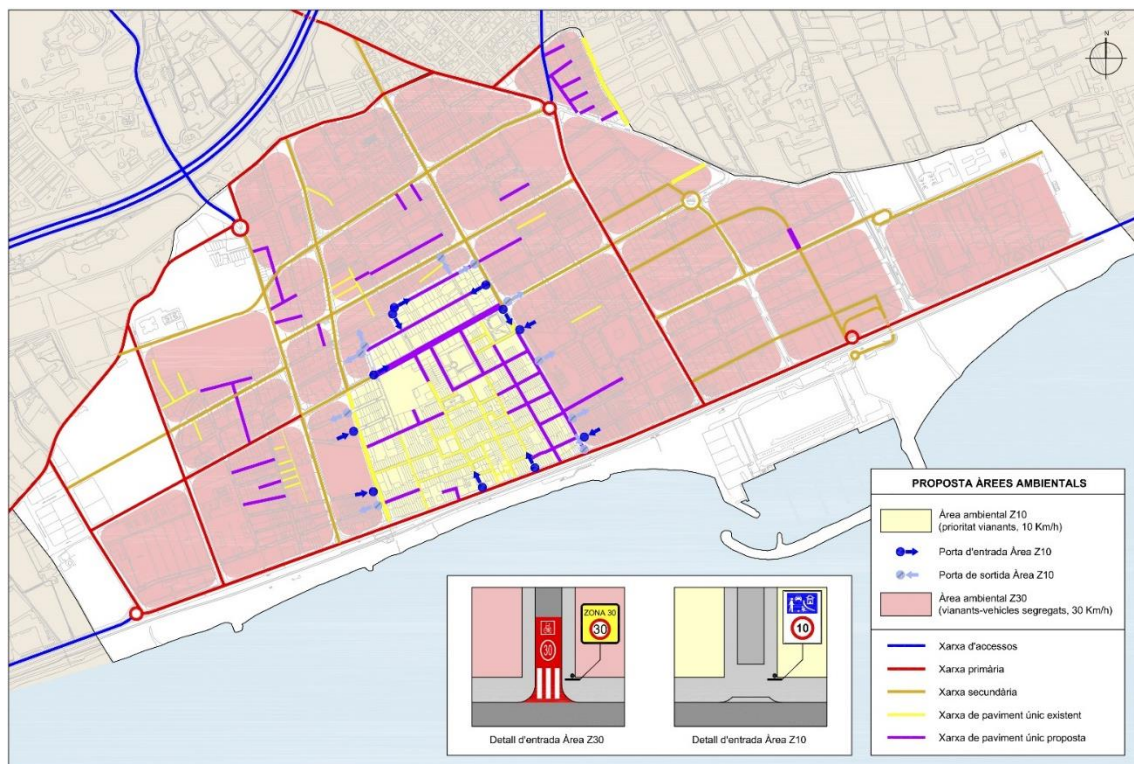 N
PROPOSTA ÀREES AMBIENTALS
Àrea ambiental Z10
(prioritat vianants, 10 Km/h)
Porta d'entrada Àrea Z10
Porta de sortida Àrea Z10
Àrea ambiental Z30
(vianants-vehicles segregats, 30 Km/h)
Xarxa d'accessos
Xarxa primària
Xarxa secundària
Xarxa de paviment únic existent
Xarxa de paviment únic proposta
ZONA 30
30
30
10
Detall d'entrada Àrea Z30
Detall d'entrada Àrea Z10